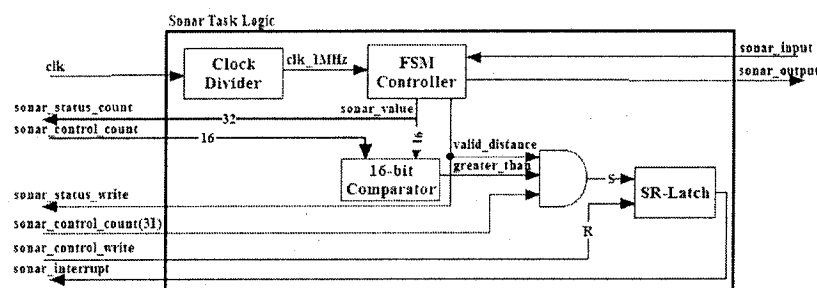 Sonar Task Logic
clk
Clock Divider
clk_1MHz
FSM Controller
sonar_input
sonar_output
sonar_status_count
32
sonar_value
sonar_control_count
16
16
16-bit Comparator
valid_distance
greater_than
S
SR-Latch
sonar_status_write
sonar_control_count(31)
R
sonar_control_write
sonar_interrupt